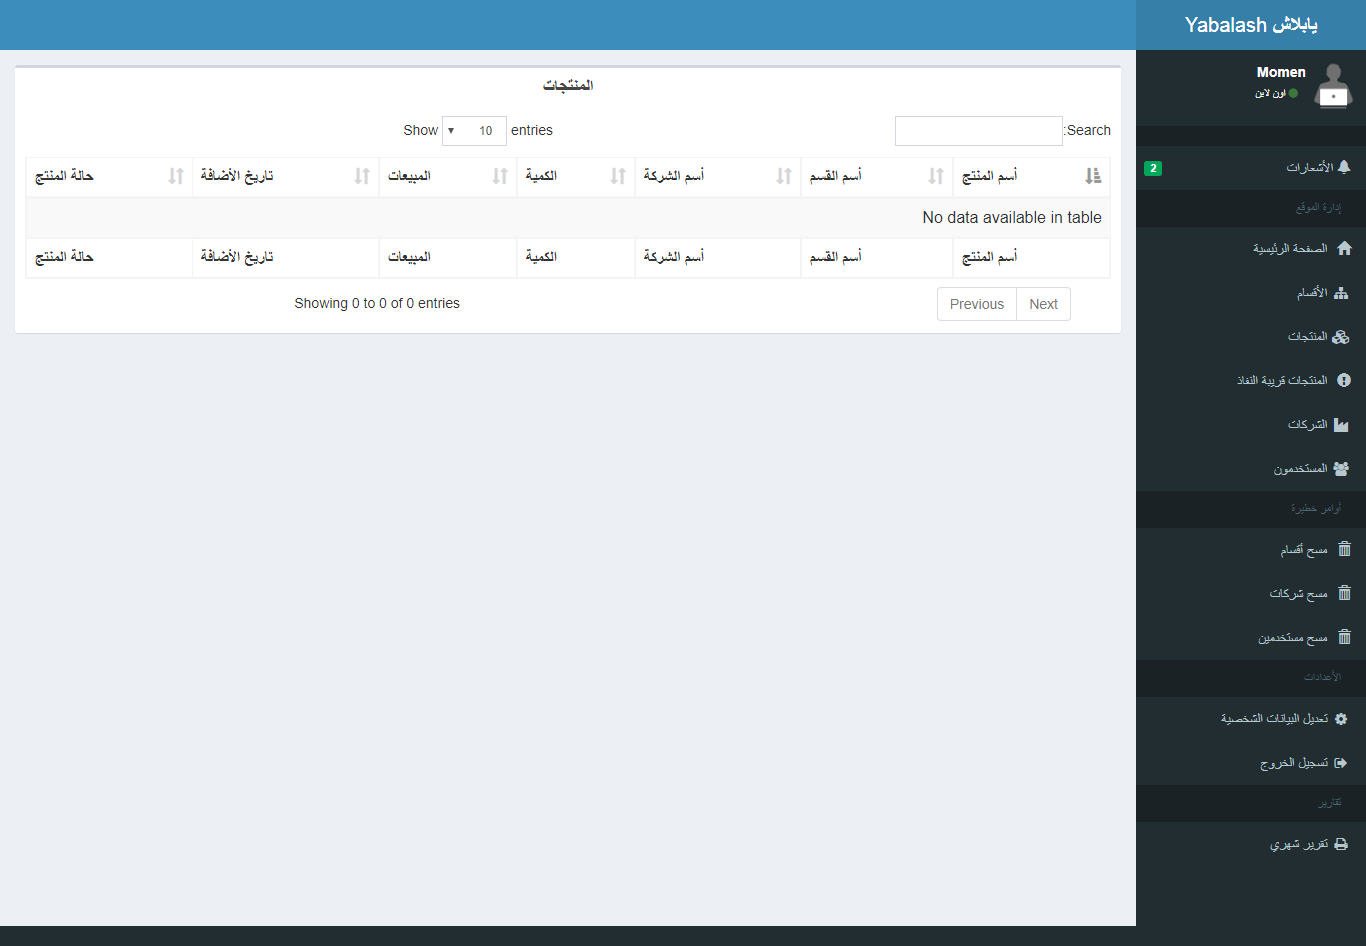 يابلاش Yabalash
Momen
اون لاين
الأشعارات
2
إدارة الموقع
الصفحة الرئيسية
الأقسام
المنتجات
المنتجات قريبة النفاذ
الشركات
المستخدمون
أوامر خطيرة
مسح أقسام
مسح شركات
مسح مستخدمين
الأعدادات
تعديل البيانات الشخصية
تسجيل الخروج
تقارير
تقرير شهري
المنتجات
Show 10 entries
:Search
أسم المنتج أسم القسم أسم الشركة الكمية المبيعات تاريخ الأضافة حالة المنتج
No data available in table
أسم المنتج أسم القسم أسم الشركة الكمية المبيعات تاريخ الأضافة حالة المنتج
Showing 0 to 0 of 0 entries
Previous Next